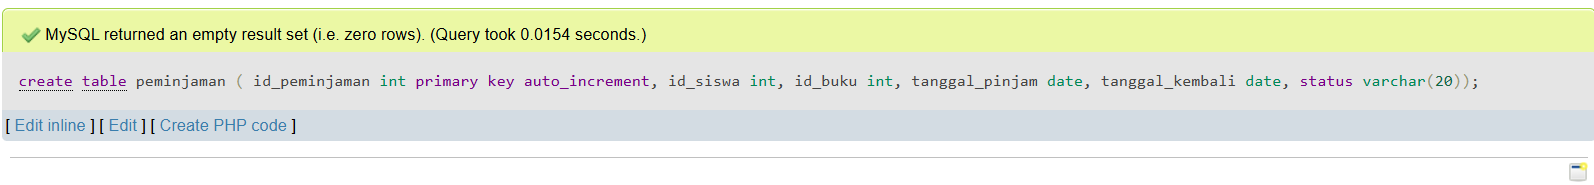 MySQL returned an empty result set (i.e. zero rows). (Query took 0.0154 seconds.)
create table peminjaman ( id_peminjaman int primary key auto_increment, id_siswa int, id_buku int, tanggal_pinjam date, tanggal_kembali date, status varchar(20));
[ Edit inline ] [ Edit ] [ Create PHP code ]